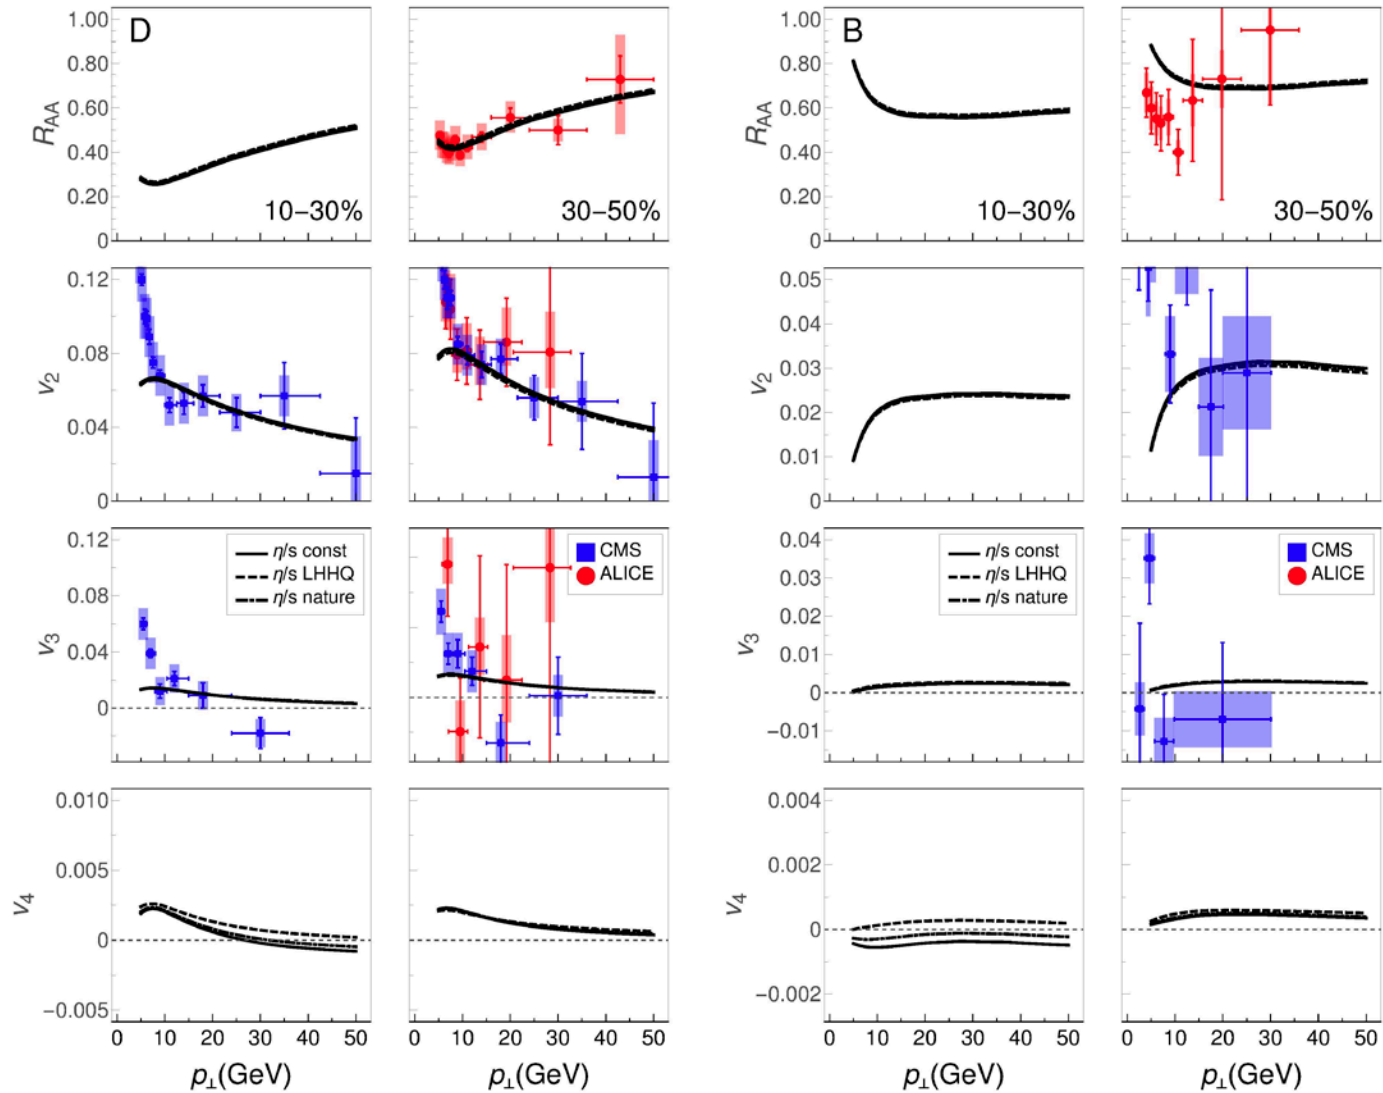 D
B
R_AA
1.00
0.80
0.60
0.40
0.20
0
10−30%
30−50%
R_AA
1.00
0.80
0.60
0.40
0.20
0
10−30%
30−50%
v_2
0.12
0.08
0.04
0
v_2
0.05
0.04
0.03
0.02
0.01
0
v_3
0.12
0.08
0.04
0
η/s const
η/s LHHQ
η/s nature
CMS
ALICE
v_3
0.04
0.03
0.002
0.001
0
−0.01
η/s const
η/s LHHQ
η/s nature
CMS
ALICE
v_4
0.010
0.005
0
−0.005
v_4
0.004
0.002
0
−0.002
0 10 20 30 40 50
0 10 20 30 40 50
0 10 20 30 40 50
0 10 20 30 40 50
p⊥(GeV)
p⊥(GeV)
p⊥(GeV)
p⊥(GeV)